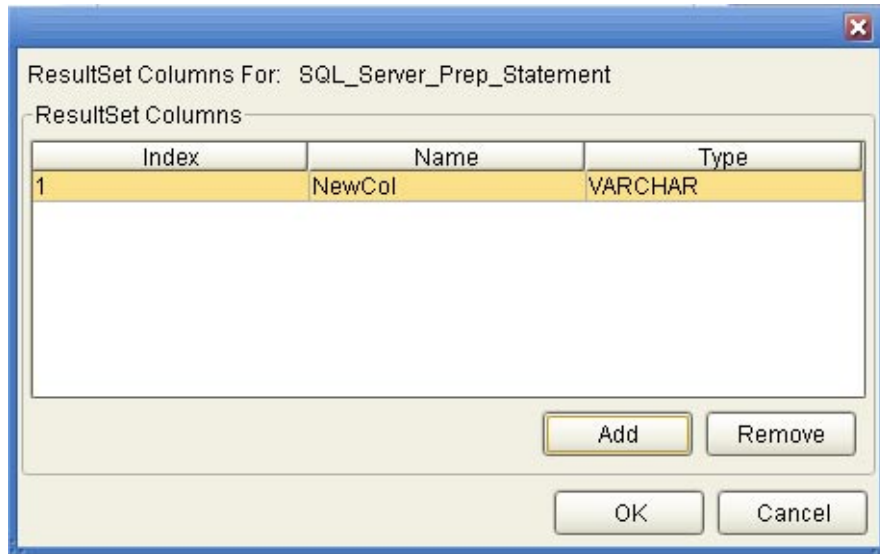 ResultSet Columns For: SQL_Server_Prep_Statement
ResultSet Columns
Index Name Type
1 NewCol VARCHAR
Add Remove
OK Cancel